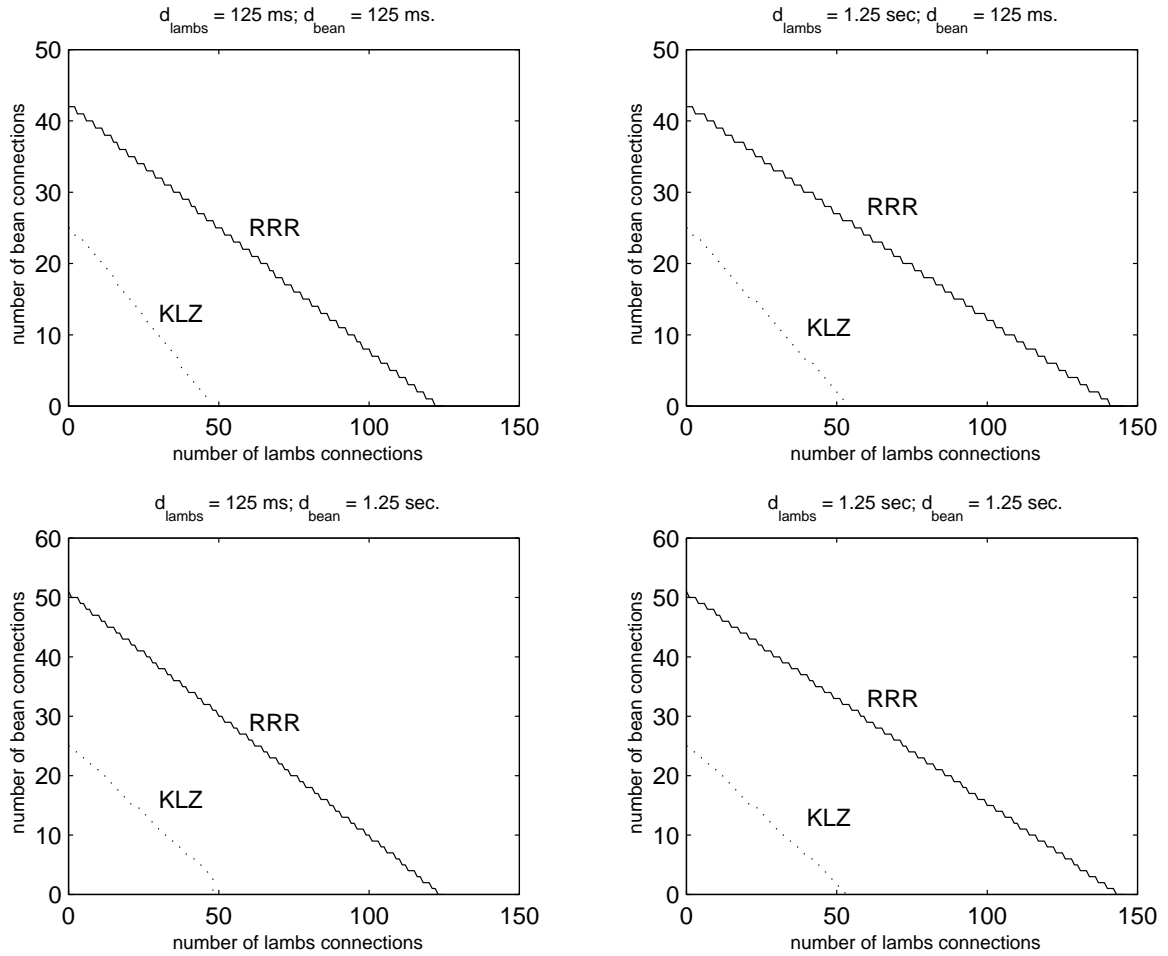 d_lambs = 125 ms; d_bean = 125 ms.
50
40
30
20
10
0
number of bean connections
RRR
KLZ
0 50 100 150
number of lambs connections
d_lambs = 1.25 sec; d_bean = 125 ms.
50
40
30
20
10
0
number of bean connections
RRR
KLZ
0 50 100 150
number of lambs connections
d_lambs = 125 ms; d_bean = 1.25 sec.
60
50
40
30
20
10
0
number of bean connections
RRR
KLZ
0 50 100 150
number of lambs connections
d_lambs = 1.25 sec; d_bean = 1.25 sec.
60
50
40
30
20
10
0
number of bean connections
RRR
KLZ
0 50 100 150
number of lambs connections